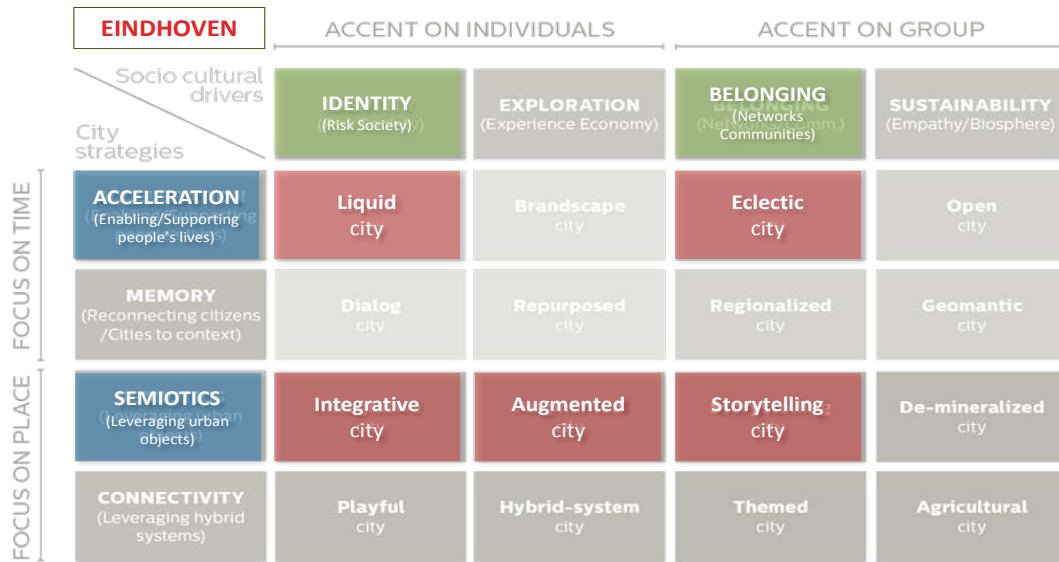 EINDHOVEN
ACCENT ON INDIVIDUALS
ACCENT ON GROUP
Socio cultural
drivers
City
strategies
IDENTITY
(Risk Society)
EXPLORATION
(Experience Economy)
BELONGING
(Networks
Communities)
SUSTAINABILITY
(Empathy/Biosphere)
FOCUS ON TIME
ACCELERATION
(Enabling/Supporting
people's lives)
Liquid
city
Brandscape
city
Eclectic
city
Open
city
MEMORY
(Reconnecting citizens
/Cities to context)
Dialog
city
Repurposed
city
Regionalized
city
Geomantic
city
FOCUS ON PLACE
SEMIOTICS
(Leveraging urban
objects)
Integrative
city
Augmented
city
Storytelling
city
De-mineralized
city
CONNECTIVITY
(Leveraging hybrid
systems)
Playful
city
Hybrid-system
city
Themed
city
Agricultural
city